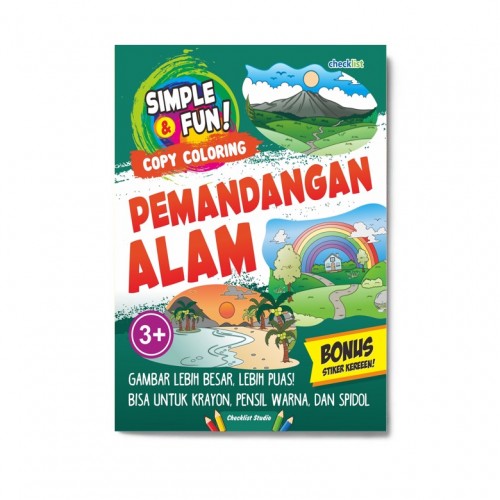 checklist
SIMPLE
& FUN!
COPY COLORING
PEMANDANGAN
ALAM
3+
BONUS
STIKER KEREEEN!
GAMBAR LEBIH BESAR, LEBIH PUAS!
BISA UNTUK KRAYON, PENSIL WARNA, DAN SPIDOL
Checklist Studio